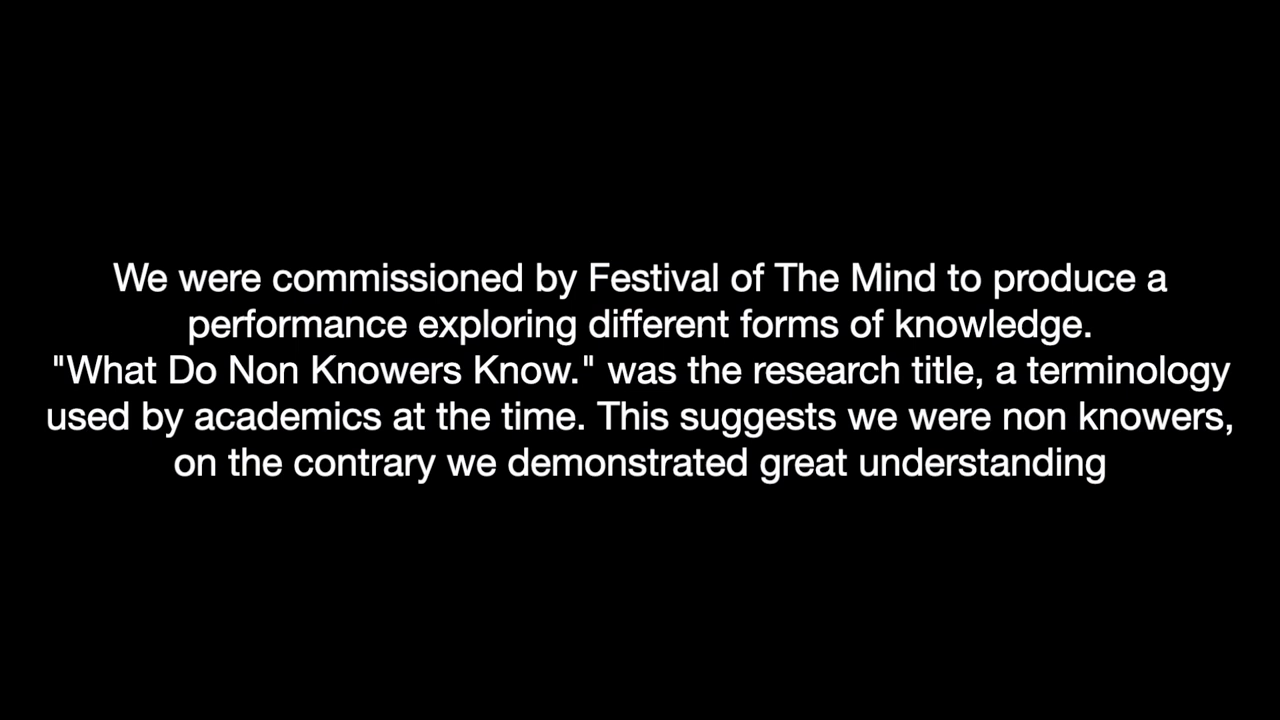 We were commissioned by Festival of The Mind to produce a
performance exploring different forms of knowledge.
"What Do Non Knowers Know." was the research title, a terminology
used by academics at the time. This suggests we were non knowers,
on the contrary we demonstrated great understanding